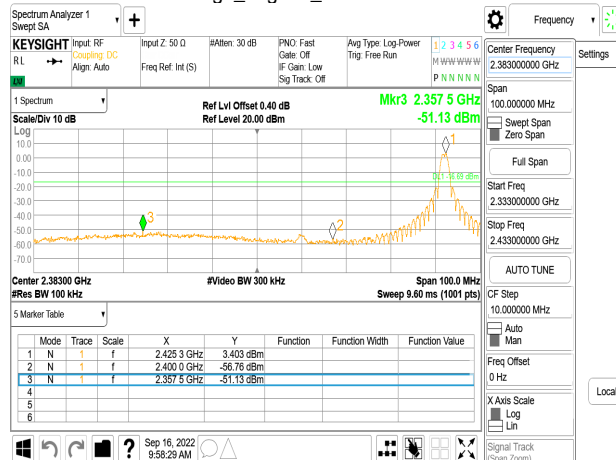 Spectrum Analyzer 1
Swept SA
Frequency
KEYSIGHT Input: RF Input Z: 50 Ω #Atten: 30 dB PNO: Fast Avg Type: Log-Power 1 2 3 4 5 6
RL Coupling: DC Gate: Off Trig: Free Run M W W W W W
Align: Auto Freq Ref: Int (S) IF Gain: Low
Sig Track: Off P N N N N N
Center Frequency
2.383000000 GHz
Settings
Span
100.000000 MHz
Swept Span
Zero Span
Full Span
Start Freq
2.333000000 GHz
Stop Freq
2.433000000 GHz
AUTO TUNE
CF Step
10.000000 MHz
Auto
Man
Freq Offset
0 Hz
X Axis Scale
Log
Lin
Local
Signal Track
(Span Zoom)
1 Spectrum Ref Lvl Offset 0.40 dB Mkr3 2.357 5 GHz
Scale/Div 10 dB Ref Level 20.00 dBm -51.13 dBm
Log
10.0
0.00
-10.0
-20.0
-30.0
-40.0
-50.0
-60.0
-70.0
1
2
3
Center 2.38300 GHz #Video BW 300 kHz Span 100.0 MHz
#Res BW 100 kHz Sweep 9.60 ms (1001 pts)
5 Marker Table
Mode Trace Scale X Y Function Function Width Function Value
1 N 1 f 2.425 3 GHz 3.403 dBm
2 N 1 f 2.400 0 GHz -56.76 dBm
3 N 1 f 2.357 5 GHz -51.13 dBm
4
5
6
? Sep 16, 2022
9:58:29 AM